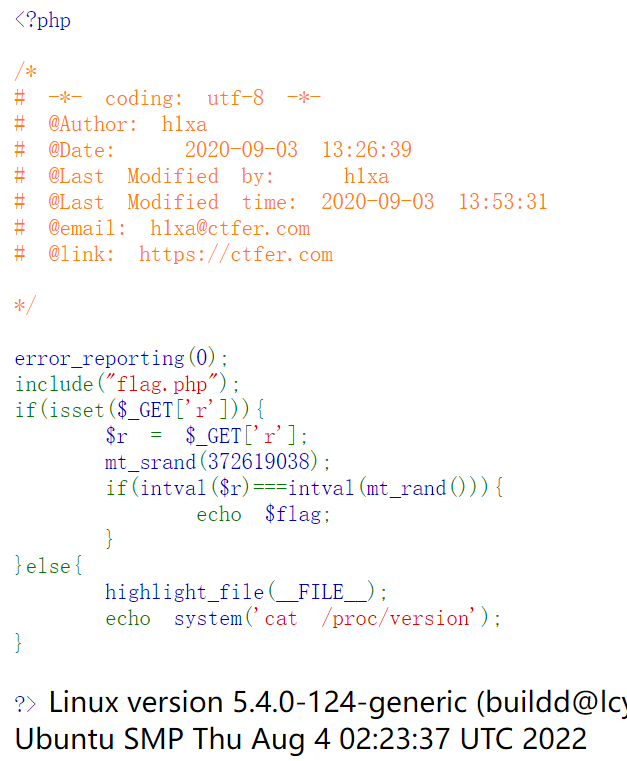 <?php
/*
# -*- coding: utf-8 -*-
# @Author: h1xa
# @Date:   2020-09-03 13:26:39
# @Last Modified by:   h1xa
# @Last Modified time: 2020-09-03 13:53:31
# @email: h1xa@ctfer.com
# @link: https://ctfer.com
*/
error_reporting(0);
include("flag.php");
if(isset($_GET['r'])){
    $r = $_GET['r'];
    mt_srand(372619038);
    if(intval($r)===intval(mt_rand())){
        echo $flag;
    }
}else{
    highlight_file(__FILE__);
    echo system('cat /proc/version');
}
?> Linux version 5.4.0-124-generic (buildd@lcy
Ubuntu SMP Thu Aug 4 02:23:37 UTC 2022